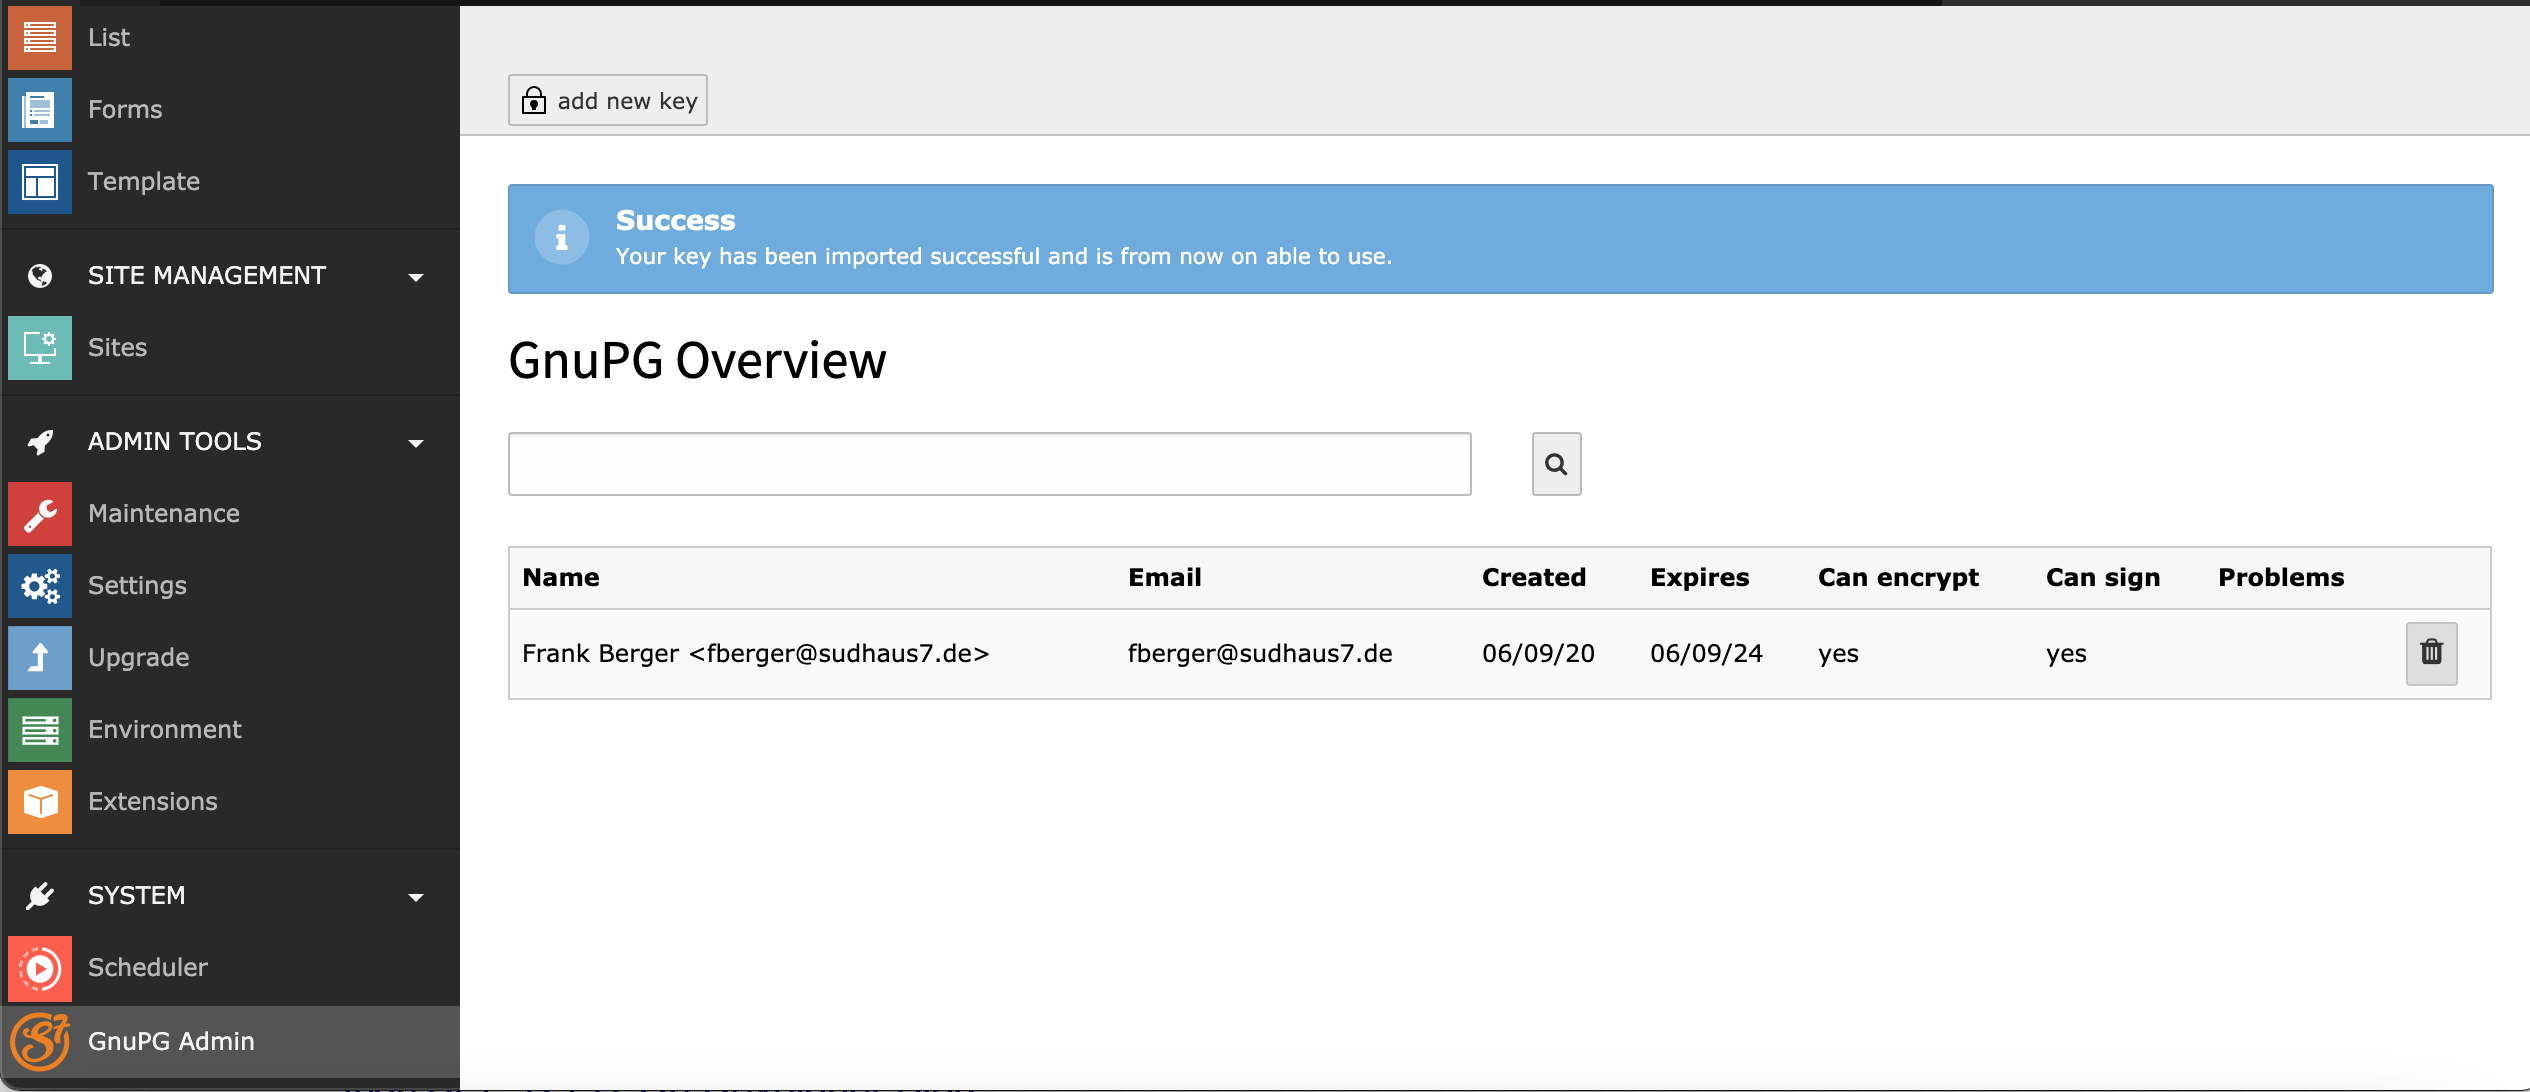 List
Forms
Template
SITE MANAGEMENT
Sites
ADMIN TOOLS
Maintenance
Settings
Upgrade
Environment
Extensions
SYSTEM
Scheduler
GnuPG Admin
add new key
Success
Your key has been imported successful and is from now on able to use.
GnuPG Overview
Name Email Created Expires Can encrypt Can sign Problems
Frank Berger <fberger@sudhaus7.de> fberger@sudhaus7.de 06/09/20 06/09/24 yes yes